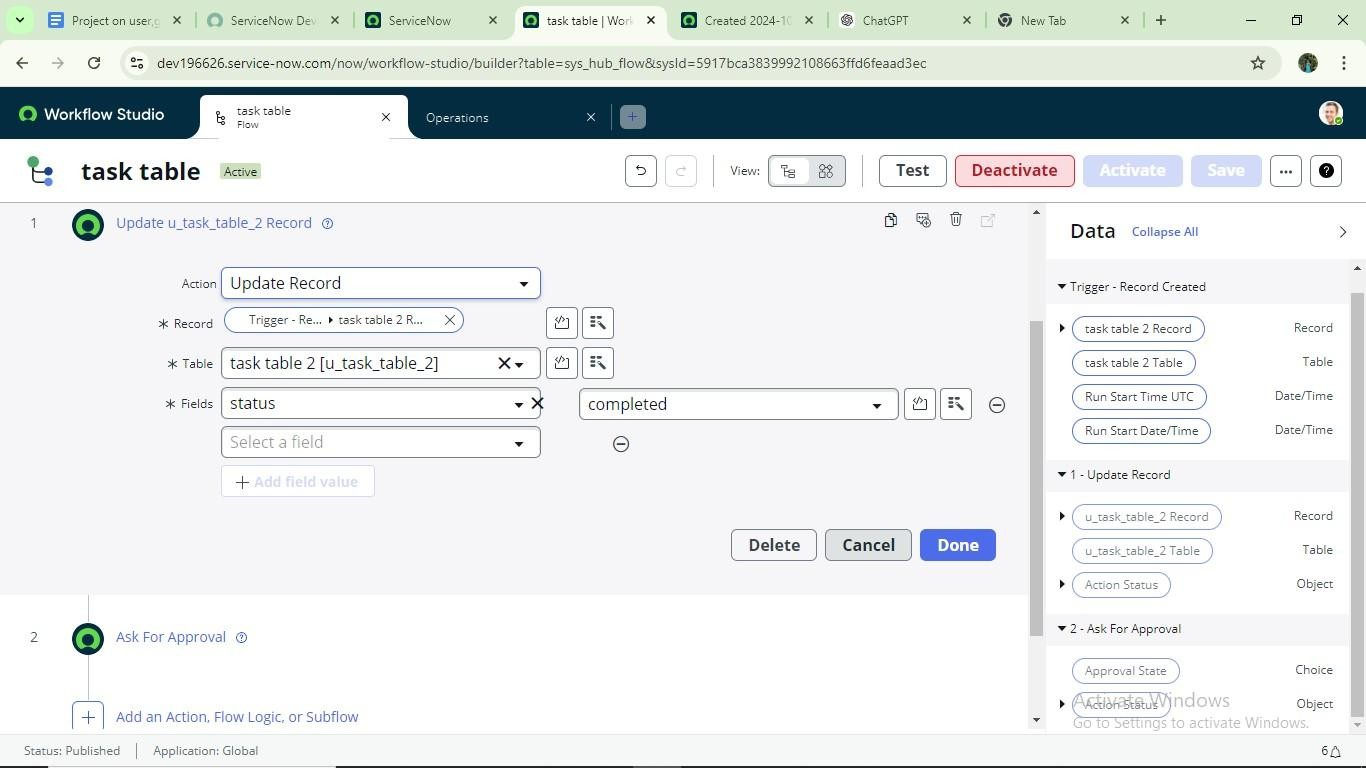 Project on user,g
ServiceNow Dev
ServiceNow
task table | Work
Created 2024-10
ChatGPT
New Tab
dev196626.service-now.com/now/workflow-studio/builder?table=sys_hub_flow&sysId=5917bca3839992108663ffd6feaad3ec
Workflow Studio
task table
Flow
Operations
task table
Active
View:
Test
Deactivate
Activate
Save
1
Update u_task_table_2 Record
Action
Update Record
* Record
Trigger - Re... ▸ task table 2 R...
* Table
task table 2 [u_task_table_2]
* Fields
status
completed
Select a field
+ Add field value
Delete
Cancel
Done
2
Ask For Approval
Add an Action, Flow Logic, or Subflow
Data
Collapse All
Trigger - Record Created
task table 2 Record
Record
task table 2 Table
Table
Run Start Time UTC
Date/Time
Run Start Date/Time
Date/Time
1 - Update Record
u_task_table_2 Record
Record
u_task_table_2 Table
Table
Action Status
Object
2 - Ask For Approval
Approval State
Choice
Action Status
Object
Activate Windows
Go to Settings to activate Windows.
Status: Published
Application: Global
6